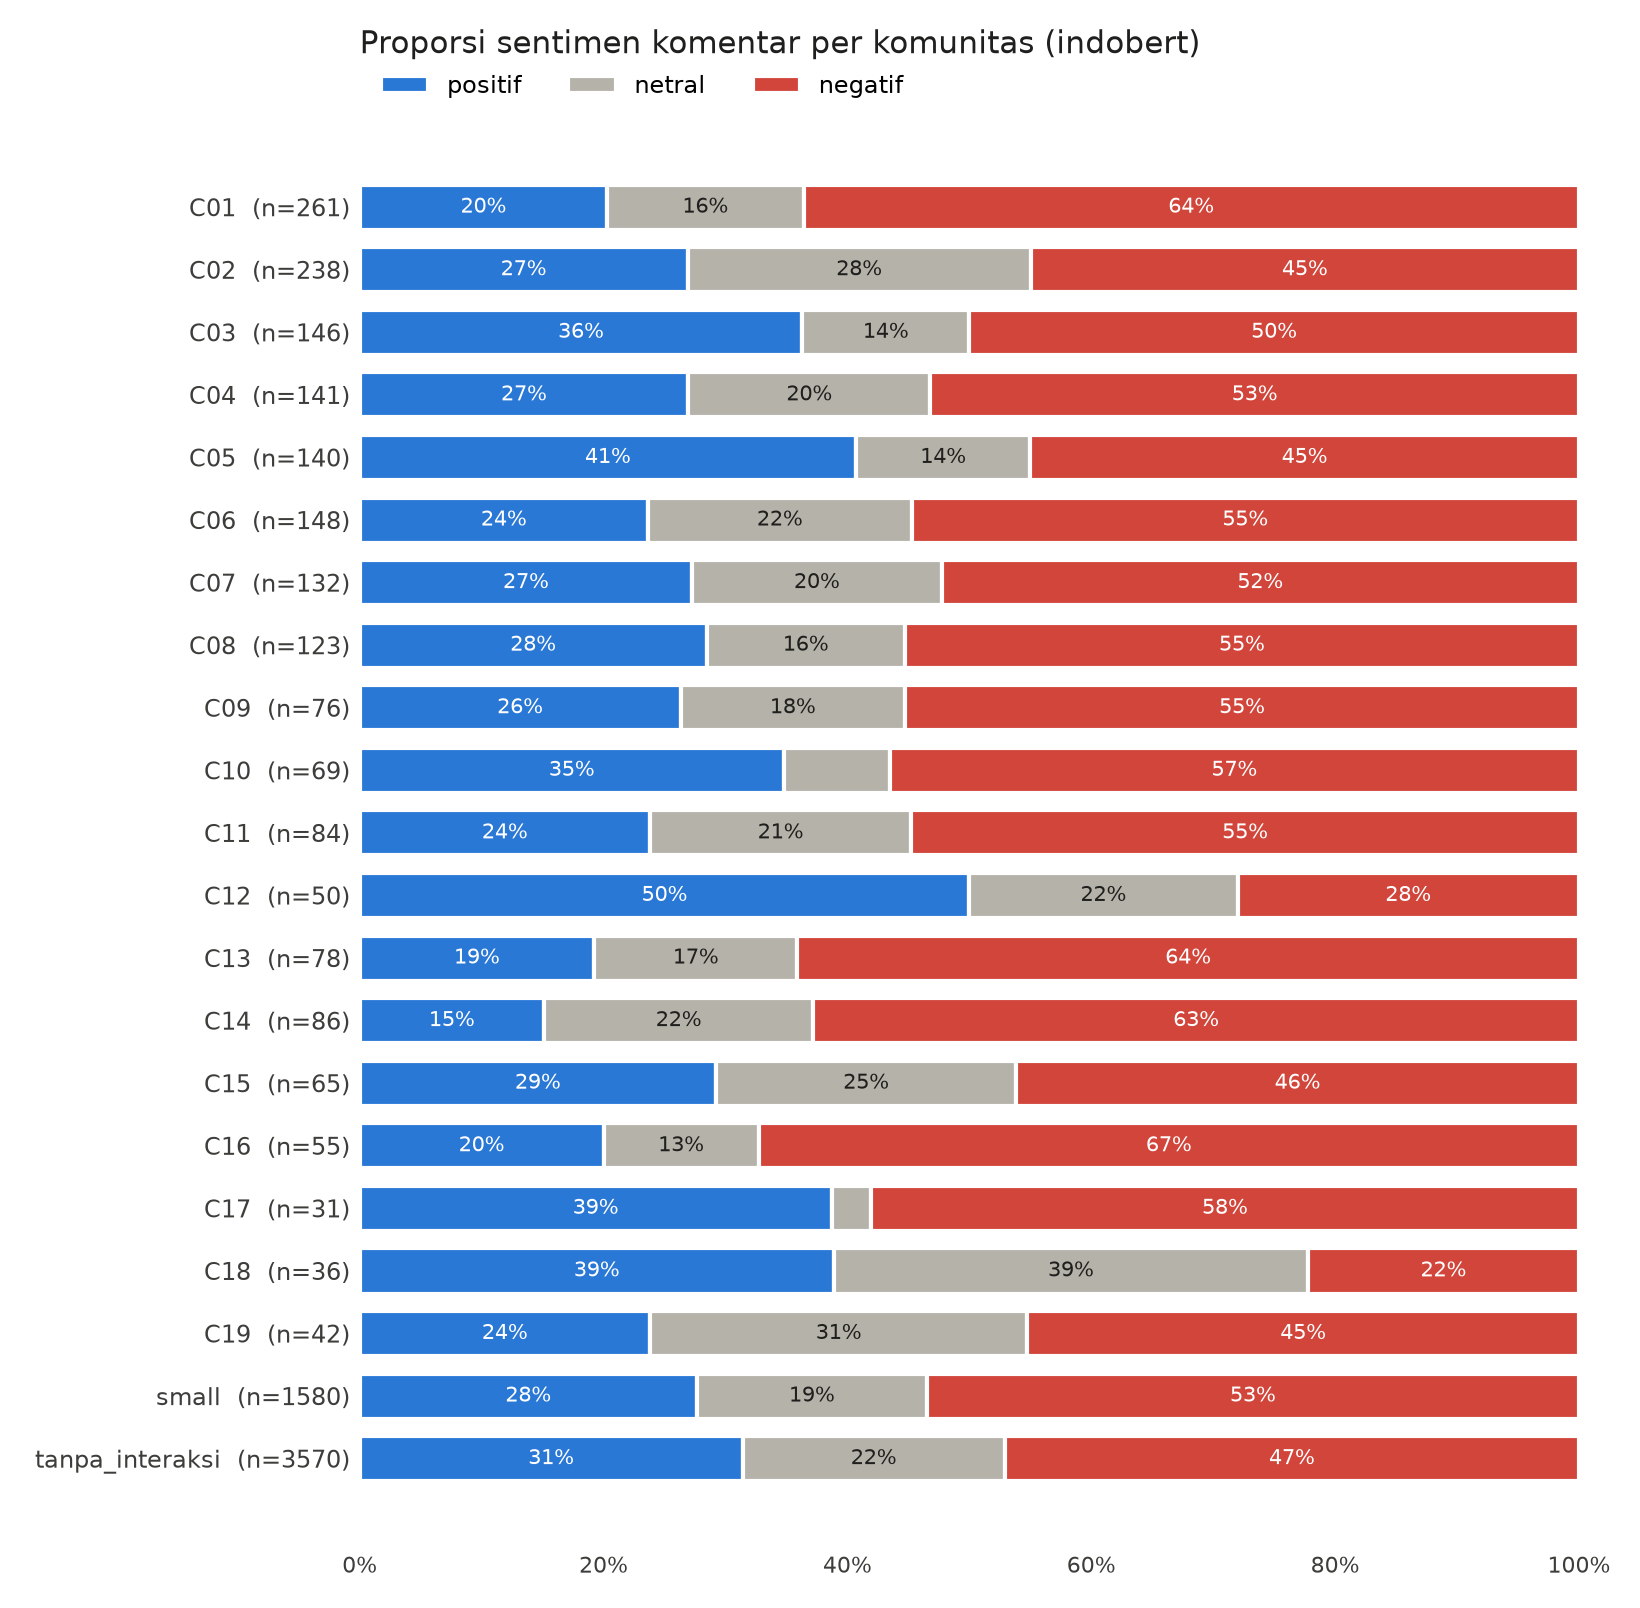 Proporsi sentimen komentar per komunitas (indobert)
positif netral negatif
C01 (n=261) 20% 16% 64%
C02 (n=238) 27% 28% 45%
C03 (n=146) 36% 14% 50%
C04 (n=141) 27% 20% 53%
C05 (n=140) 41% 14% 45%
C06 (n=148) 24% 22% 55%
C07 (n=132) 27% 20% 52%
C08 (n=123) 28% 16% 55%
C09 (n=76) 26% 18% 55%
C10 (n=69) 35% 57%
C11 (n=84) 24% 21% 55%
C12 (n=50) 50% 22% 28%
C13 (n=78) 19% 17% 64%
C14 (n=86) 15% 22% 63%
C15 (n=65) 29% 25% 46%
C16 (n=55) 20% 13% 67%
C17 (n=31) 39% 58%
C18 (n=36) 39% 39% 22%
C19 (n=42) 24% 31% 45%
small (n=1580) 28% 19% 53%
tanpa_interaksi (n=3570) 31% 22% 47%
0% 20% 40% 60% 80% 100%